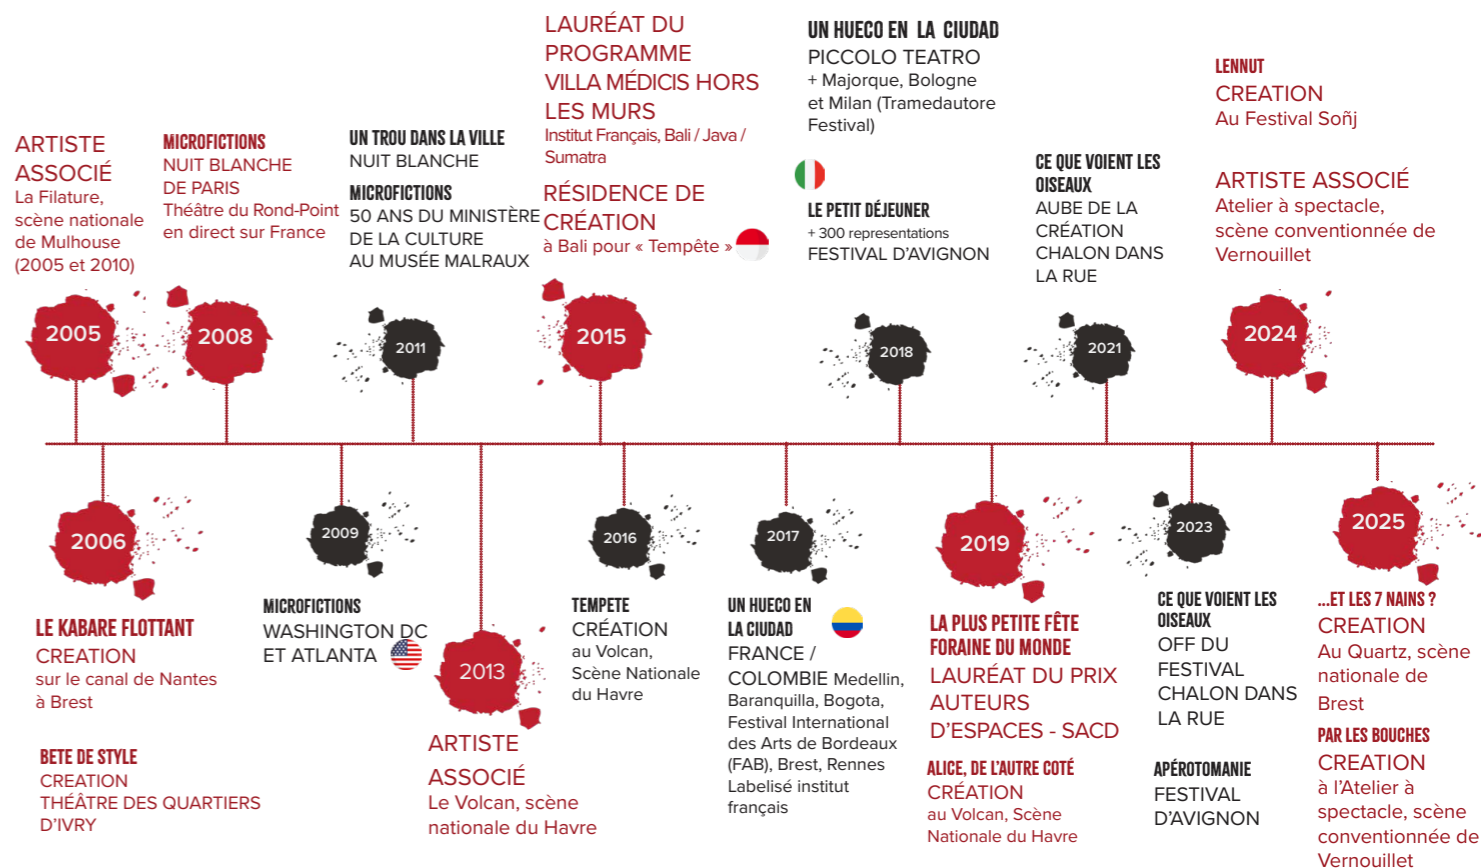 ARTISTE
ASSOCIÉ
La Filature,
scène nationale
de Mulhouse
(2005 et 2010)
2005
MICROFICTIONS
NUIT BLANCHE
DE PARIS
Théâtre du Rond-Point
en direct sur France
2008
UN TROU DANS LA VILLE
NUIT BLANCHE
MICROFICTIONS
50 ANS DU MINISTÈRE
DE LA CULTURE
AU MUSÉE MALRAUX
2011
LAURÉAT DU
PROGRAMME
VILLA MÉDICIS HORS
LES MURS
Institut Français, Bali / Java /
Sumatra
RÉSIDENCE DE
CRÉATION
à Bali pour « Tempête »
2015
UN HUECO EN LA CIUDAD
PICCOLO TEATRO
+ Majorque, Bologne
et Milan (Tramedautore
Festival)
LE PETIT DÉJEUNER
+ 300 representations
FESTIVAL D'AVIGNON
2018
CE QUE VOIENT LES
OISEAUX
AUBE DE LA
CRÉATION
CHALON DANS
LA RUE
2021
LENNUT
CREATION
Au Festival Soñj
ARTISTE ASSOCIÉ
Atelier à spectacle,
scène conventionnée de
Vernouillet
2024
2006
LE KABARE FLOTTANT
CREATION
sur le canal de Nantes
à Brest
BETE DE STYLE
CREATION
THÉÂTRE DES QUARTIERS
D'IVRY
2009
MICROFICTIONS
WASHINGTON DC
ET ATLANTA
2013
ARTISTE
ASSOCIÉ
Le Volcan, scène
nationale du Havre
2016
TEMPETE
CRÉATION
au Volcan,
Scène Nationale
du Havre
2017
UN HUECO EN
LA CIUDAD
FRANCE /
COLOMBIE Medellin,
Baranquilla, Bogota,
Festival International
des Arts de Bordeaux
(FAB), Brest, Rennes
Labelisé institut
français
2019
LA PLUS PETITE FÊTE
FORAINE DU MONDE
LAURÉAT DU PRIX
AUTEURS
D'ESPACES - SACD
ALICE, DE L'AUTRE COTÉ
CRÉATION
au Volcan, Scène
Nationale du Havre
2023
CE QUE VOIENT LES
OISEAUX
OFF DU
FESTIVAL
CHALON DANS
LA RUE
APÉROTOMANIE
FESTIVAL
D'AVIGNON
2025
...ET LES 7 NAINS ?
CREATION
Au Quartz, scène
nationale de
Brest
PAR LES BOUCHES
CREATION
à l'Atelier à
spectacle, scène
conventionnée de
Vernouillet